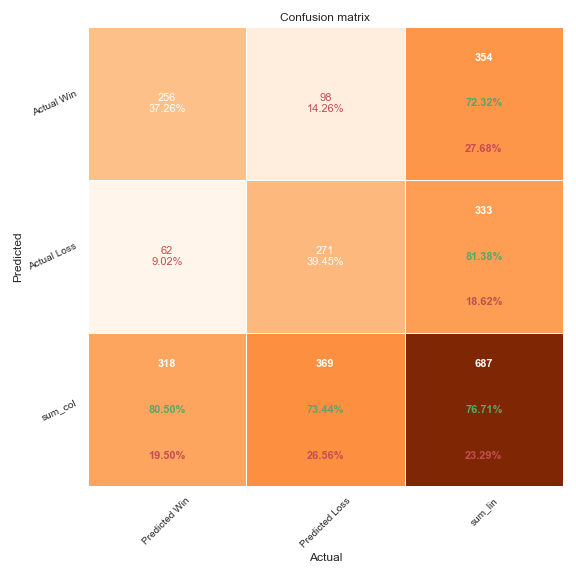 Confusion matrix
Actual Win
256
37.26%
98
14.26%
354
72.32%
27.68%
Predicted
Actual Loss
62
9.02%
271
39.45%
333
81.38%
18.62%
sum_col
318
80.50%
19.50%
369
73.44%
26.56%
687
76.71%
23.29%
Predicted Win
Predicted Loss
sum_lin
Actual